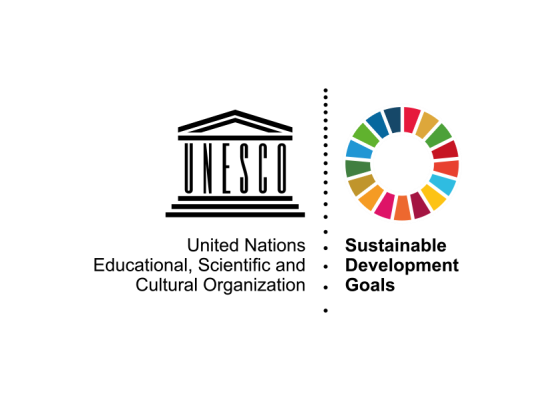 UNESCO
United Nations
Educational, Scientific and
Cultural Organization
Sustainable
Development
Goals